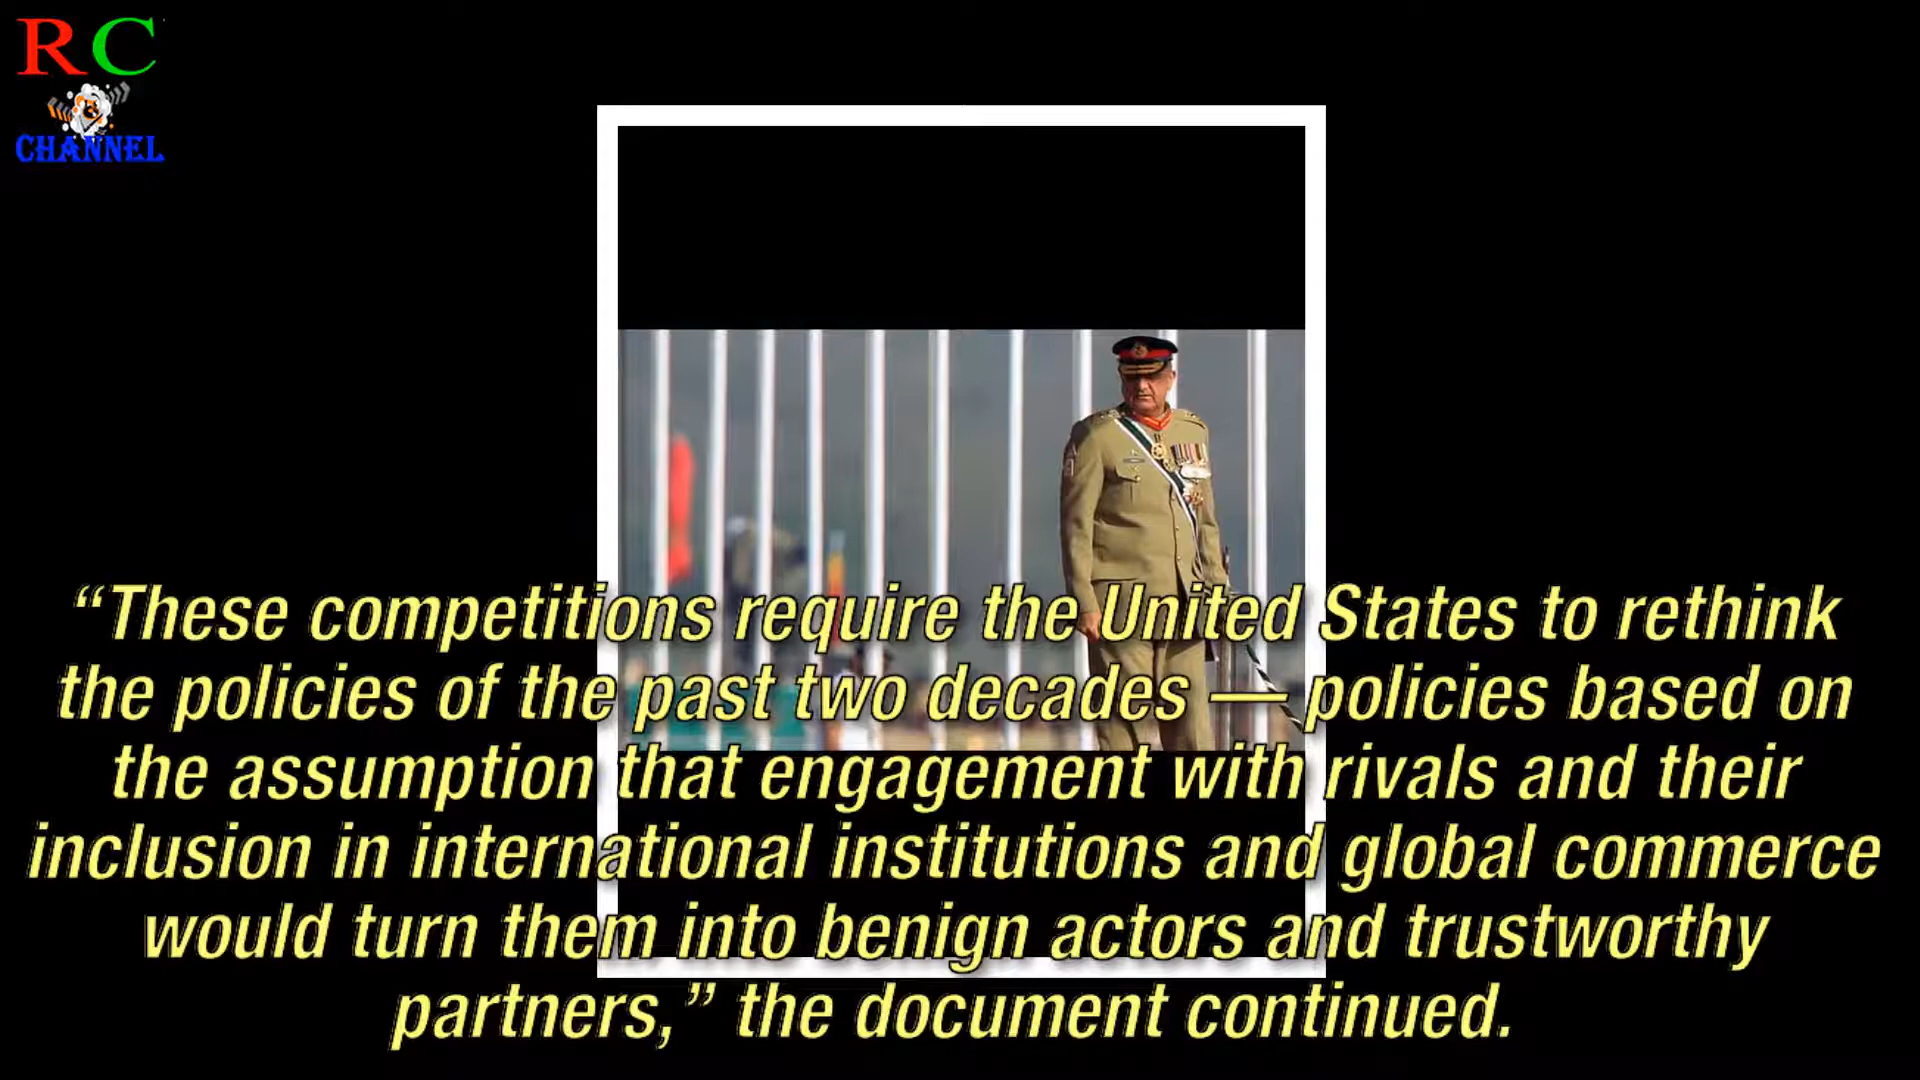 RC
CHANNEL
“These competitions require the United States to rethink
the policies of the past two decades — policies based on
the assumption that engagement with rivals and their
inclusion in international institutions and global commerce
would turn them into benign actors and trustworthy
partners,” the document continued.